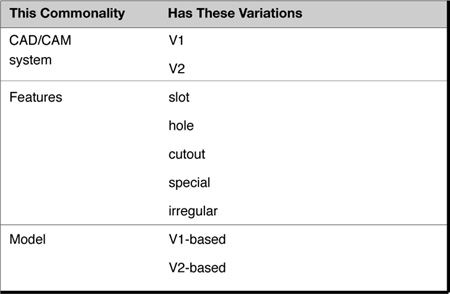 This Commonality Has These Variations
CAD/CAM V1
system
V2
Features slot
hole
cutout
special
irregular
Model V1-based
V2-based